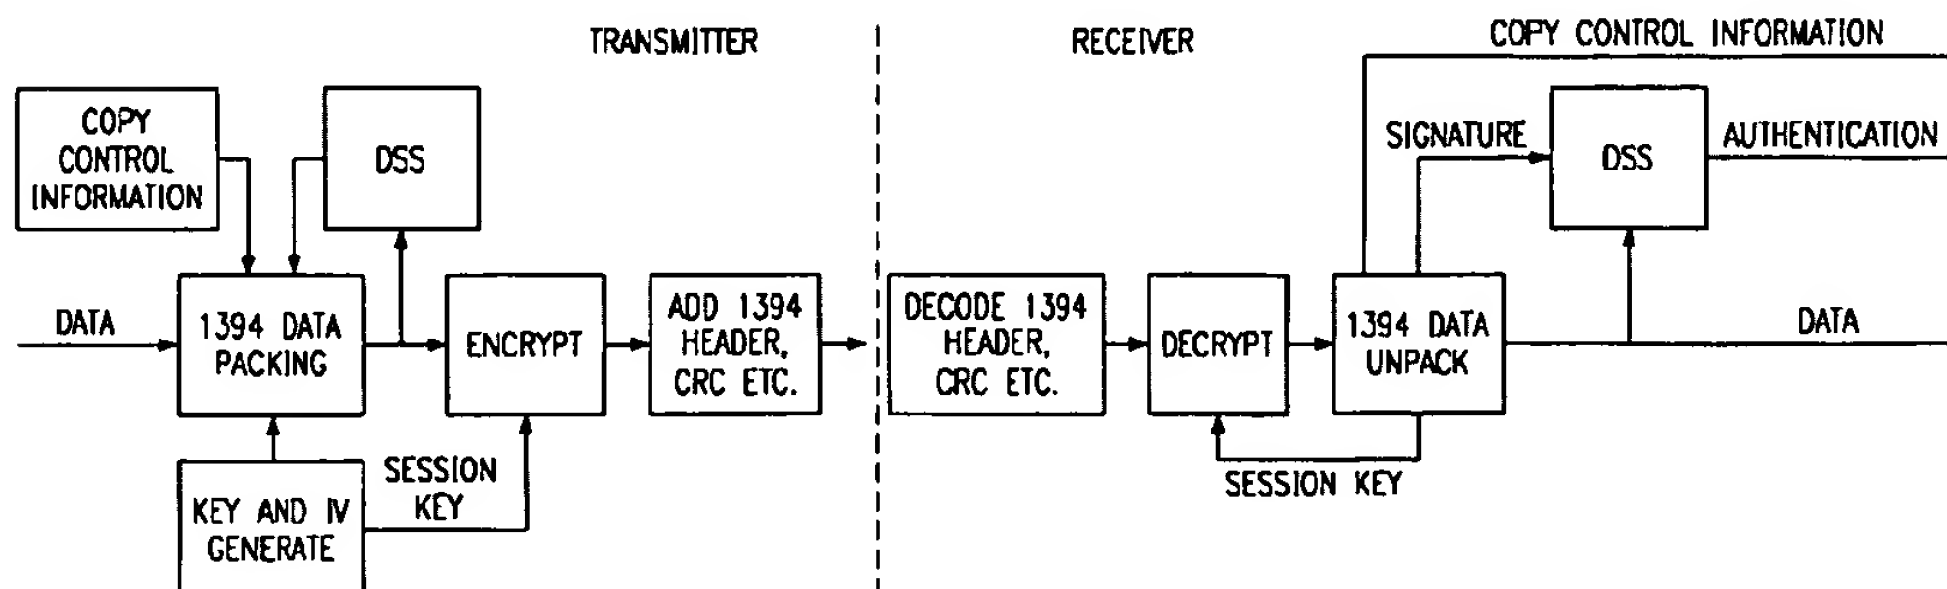 TRANSMITTER
RECEIVER
COPY CONTROL INFORMATION
COPY
CONTROL
INFORMATION
DSS
SIGNATURE
DSS
AUTHENTICATION
DATA
1394 DATA
PACKING
ENCRYPT
ADD 1394
HEADER,
CRC ETC.
DECODE 1394
HEADER,
CRC ETC.
DECRYPT
1394 DATA
UNPACK
DATA
KEY AND IV
GENERATE
SESSION
KEY
SESSION KEY